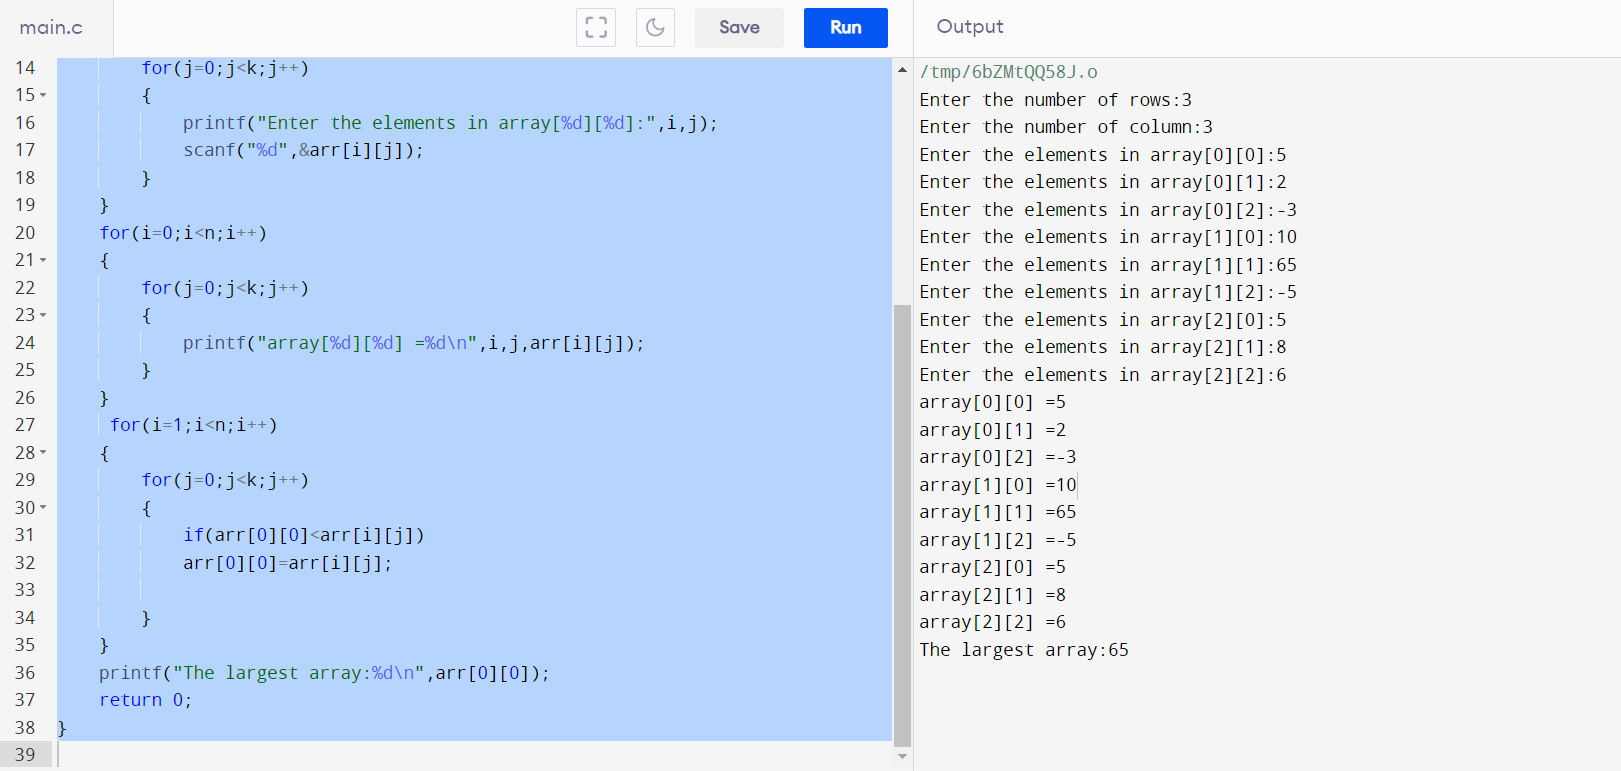 main.c
Save
Run
Output
14 for(j=0;j<k;j++)
15 {
16 printf("Enter the elements in array[%d][%d]:",i,j);
17 scanf("%d",&arr[i][j]);
18 }
19 }
20 for(i=0;i<n;i++)
21 {
22 for(j=0;j<k;j++)
23 {
24 printf("array[%d][%d] =%d\n",i,j,arr[i][j]);
25 }
26 }
27 for(i=1;i<n;i++)
28 {
29 for(j=0;j<k;j++)
30 {
31 if(arr[0][0]<arr[i][j])
32 arr[0][0]=arr[i][j];
33
34 }
35 }
36 printf("The largest array:%d\n",arr[0][0]);
37 return 0;
38 }
39
/tmp/6bZMtQQ58J.o
Enter the number of rows:3
Enter the number of column:3
Enter the elements in array[0][0]:5
Enter the elements in array[0][1]:2
Enter the elements in array[0][2]:-3
Enter the elements in array[1][0]:10
Enter the elements in array[1][1]:65
Enter the elements in array[1][2]:-5
Enter the elements in array[2][0]:5
Enter the elements in array[2][1]:8
Enter the elements in array[2][2]:6
array[0][0] =5
array[0][1] =2
array[0][2] =-3
array[1][0] =10
array[1][1] =65
array[1][2] =-5
array[2][0] =5
array[2][1] =8
array[2][2] =6
The largest array:65